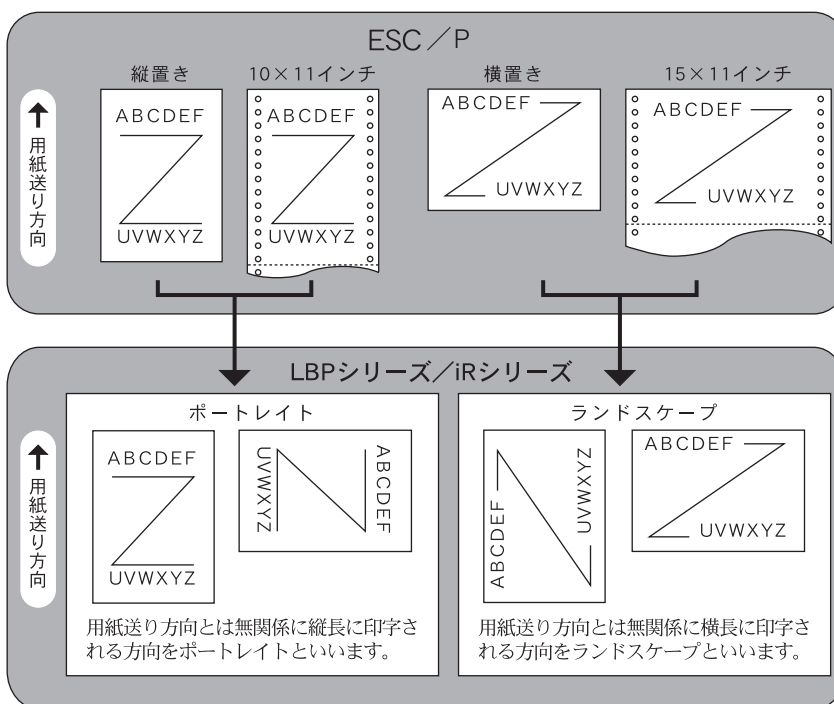 ESC／P
縦置き
10×11インチ
横置き
15×11インチ
用紙送り方向
ABCDEF
UVWXYZ
ABCDEF
UVWXYZ
ABCDEF
UVWXYZ
ABCDEF
UVWXYZ
LBPシリーズ／iRシリーズ
用紙送り方向
ポートレイト
ABCDEF
UVWXYZ
UVWXYZ
ABCDEF
用紙送り方向とは無関係に縦長に印字さ
れる方向をポートレイトといいます。
ランドスケープ
ABCDEF
UVWXYZ
ABCDEF
UVWXYZ
用紙送り方向とは無関係に横長に印字さ
れる方向をランドスケープといいます。